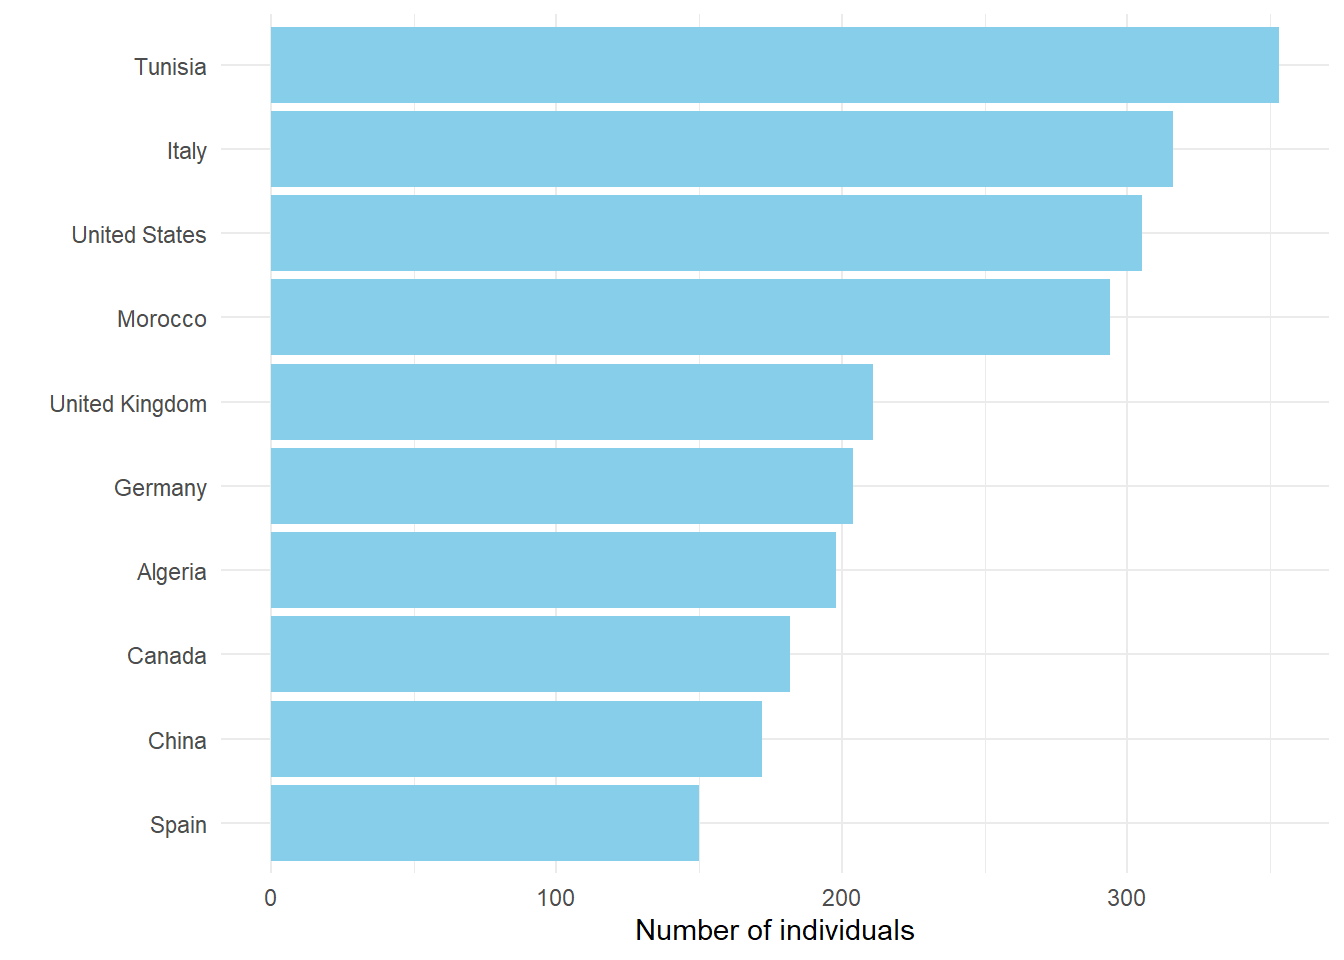 Tunisia
Italy
United States
Morocco
United Kingdom
Germany
Algeria
Canada
China
Spain
0 100 200 300
Number of individuals